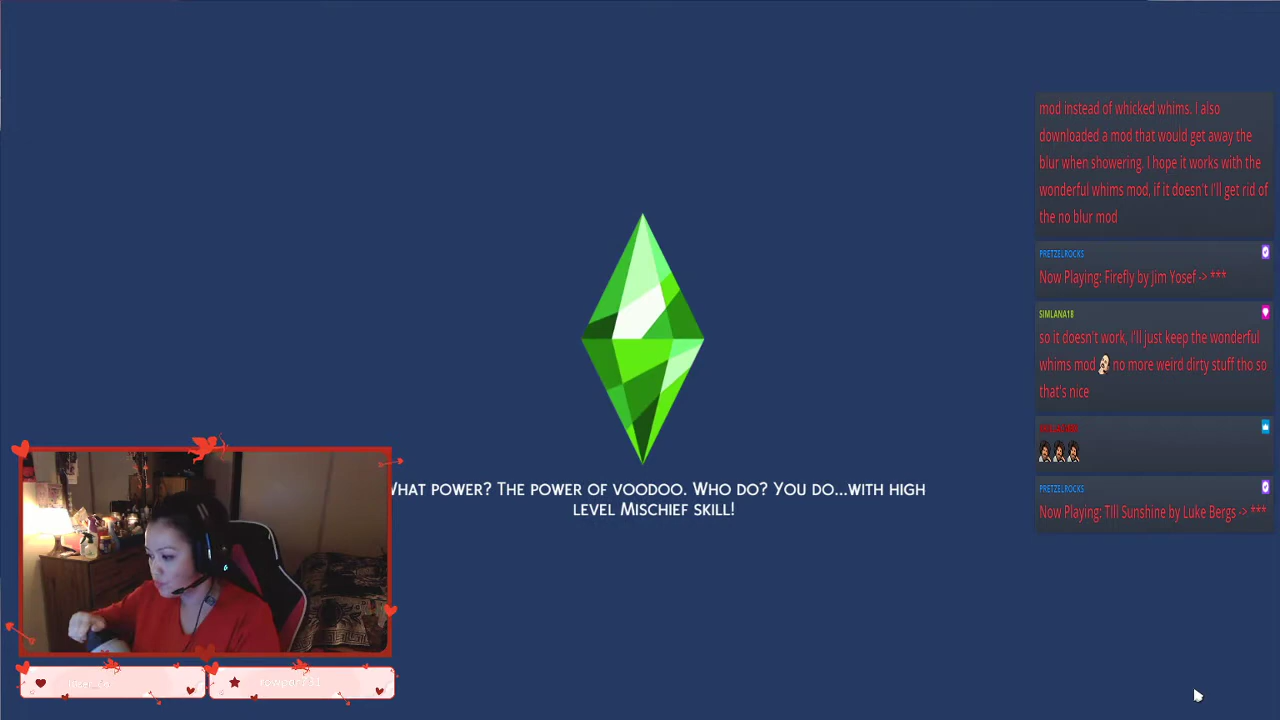 mod instead of whicked whims. I also
downloaded a mod that would get away the
blur when showering. I hope it works with the
wonderful whims mod, if it doesn't I'll get rid of
the no blur mod
PRETZELROCKS
Now Playing: Firefly by Jim Yosef -> ***
SIMLANA18
so it doesn't work, i'll just keep the wonderful
whims mod no more weird dirty stuff tho so
that's nice
PRETZELROCKS
Now Playing: Till Sunshine by Luke Bergs -> ***
WHAT POWER? THE POWER OF VOODOO. WHO DO? YOU DO...WITH HIGH
LEVEL MISCHIEF SKILL!